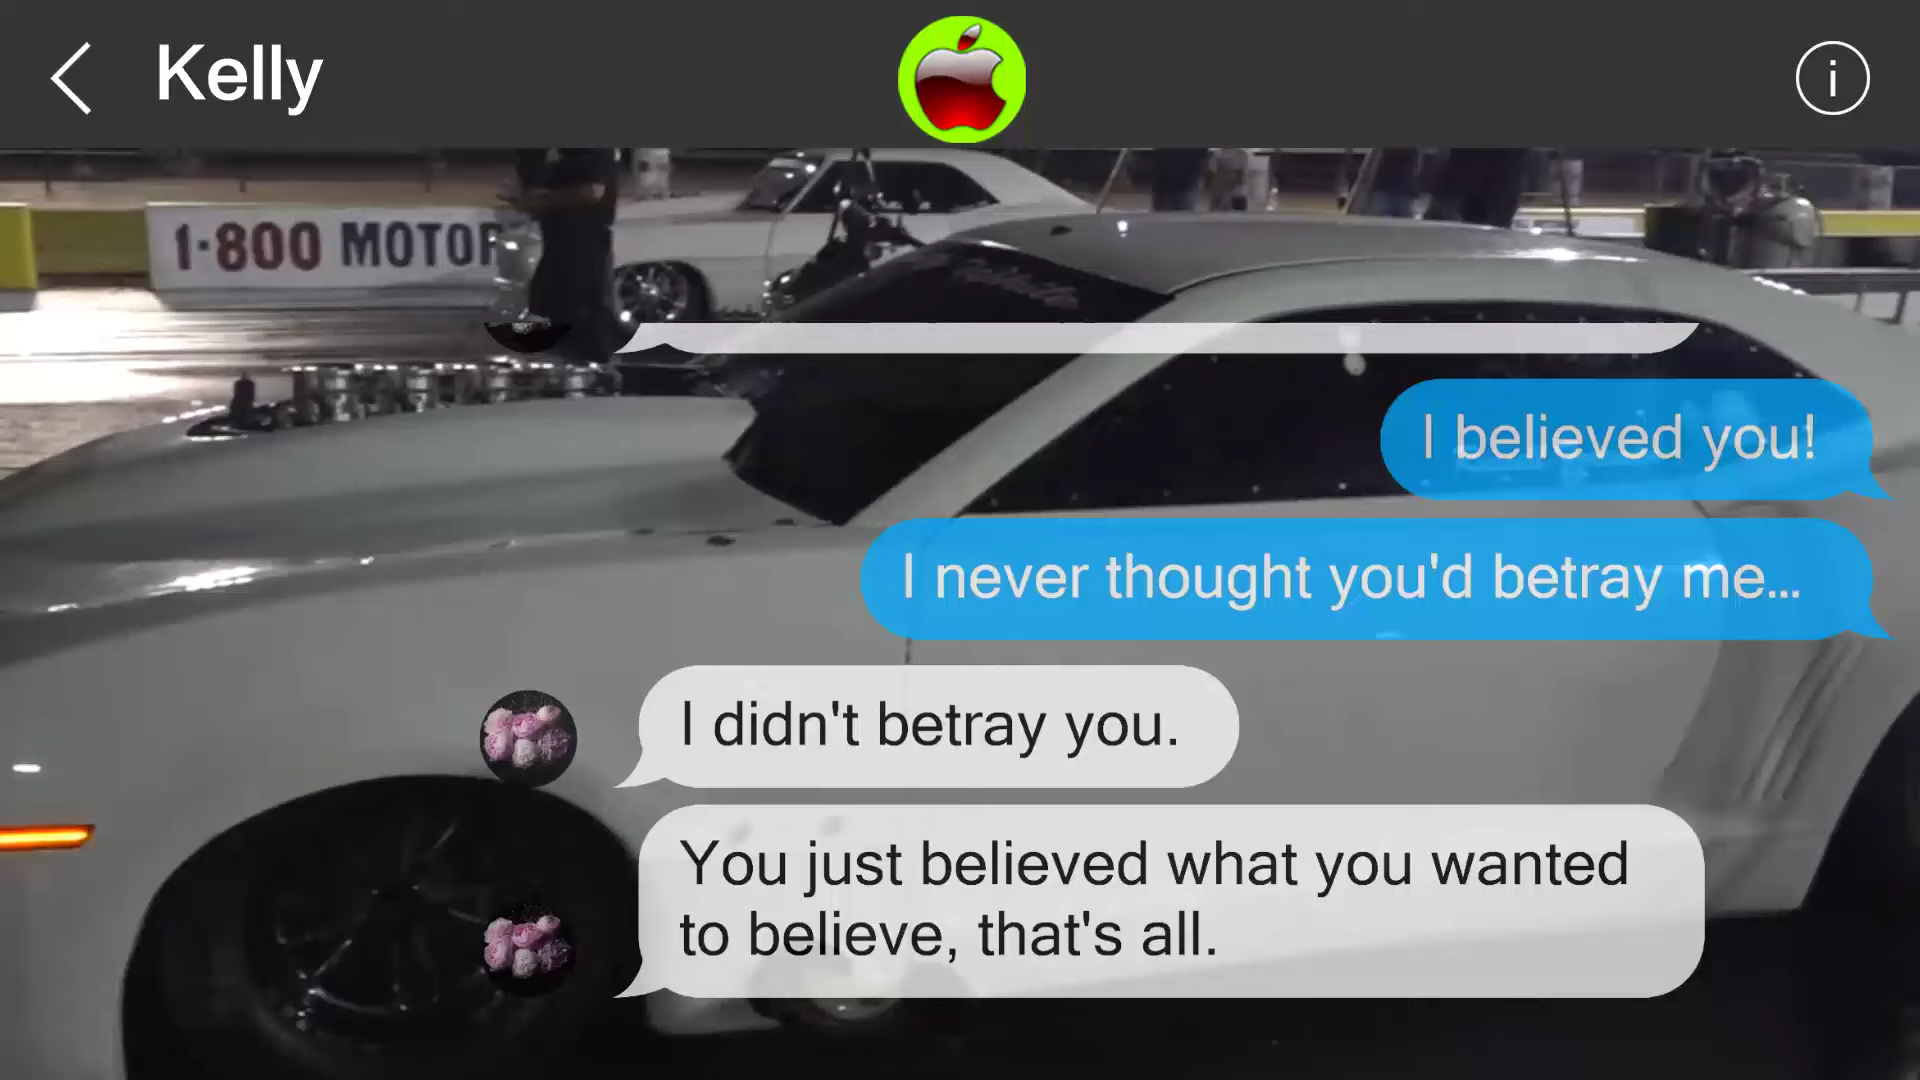 Kelly
i
1-800 MOTOR
I believed you!
I never thought you'd betray me...
I didn't betray you.
You just believed what you wanted
to believe, that's all.